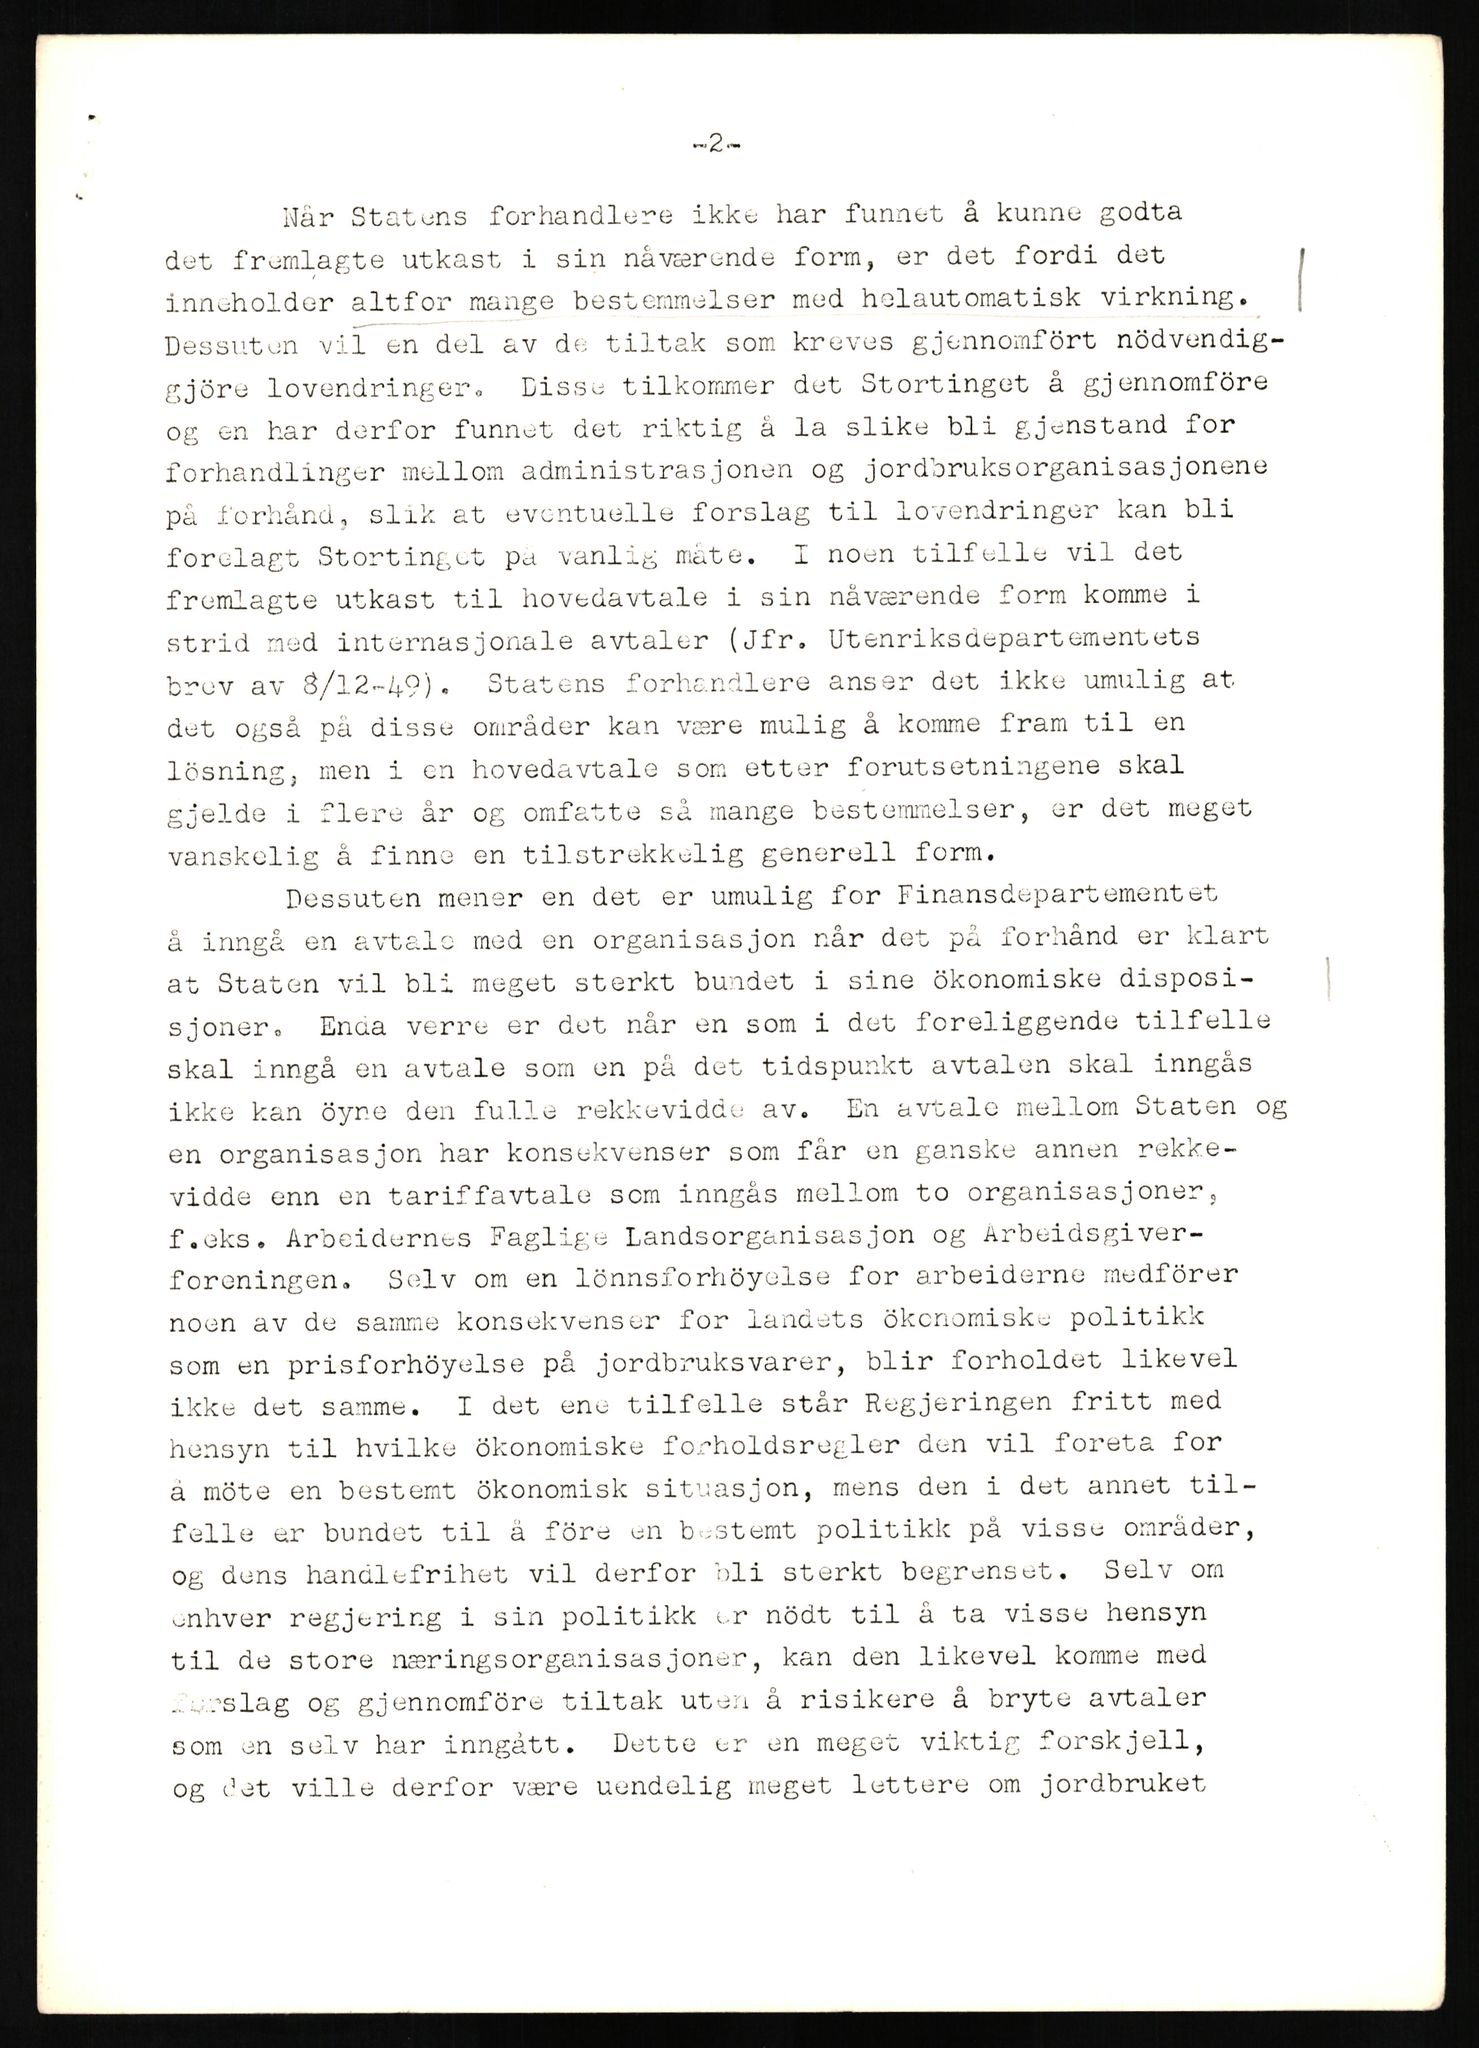 -2-
Når Statens forhandlere ikke har funnet å kunne godta
det fremlagte utkast i sin nåværende form, er det fordi det
inneholder altfor mange bestemmelser med helautomatisk virkning.
Dessuten vil en del av de tiltak som kreves gjennomfört nödvendig-
gjöre lovendringer. Disse tilkommer det Stortinget å gjennomföre
og en har derfor funnet det riktig å la slike bli gjenstand for
forhandlinger mellom administrasjonen og jordbruksorganisasjonene
på forhånd, slik at eventuelle forslag til lovendringer kan bli
forelagt Stortinget på vanlig måte. I noen tilfelle vil det
fremlagte utkast til hovedavtale i sin nåværende form komme i
strid med internasjonale avtaler (Jfr. Utenriksdepartementets
brev av 8/12-49). Statens forhandlere anser det ikke umulig at
det også på disse områder kan være mulig å komme fram til en
lösning, men i en hovedavtale som etter forutsetningene skal
gjelde i flere år og omfatte så mange bestemmelser, er det meget
vanskelig å finne en tilstrekkelig generell form.
Dessuten mener en det er umulig for Finansdepartementet
å inngå en avtale med en organisasjon når det på forhånd er klart
at Staten vil bli meget sterkt bundet i sine ökonomiske disposi-
sjoner. Enda verre er det når en som i det foreliggende tilfelle
skal inngå en avtale som en på det tidspunkt avtalen skal inngås
ikke kan öyne den fulle rekkevidde av. En avtale mellom Staten og
en organisasjon har konsekvenser som får en ganske annen rekke-
vidde enn en tariffavtale som inngås mellom to organisasjoner,
f.eks. Arbeidernes Faglige Landsorganisasjon og Arbeidsgiver-
foreningen. Selv om en lönnsforhöyelse for arbeiderne medförer
noen av de samme konsekvenser for landets ökonomiske politikk
som en prisforhöyelse på jordbruksvarer, blir forholdet likevel
ikke det samme. I det ene tilfelle står Regjeringen fritt med
hensyn til hvilke ökonomiske forholdsregler den vil foreta for
å möte en bestemt ökonomisk situasjon, mens den i det annet til-
felle er bundet til å före en bestemt politikk på visse områder,
og dens handlefrihet vil derfor bli sterkt begrenset. Selv om
enhver regjering i sin politikk er nödt til å ta visse hensyn
til de store næringsorganisasjoner, kan den likevel komme med
forslag og gjennomföre tiltak uten å risikere å bryte avtaler
som en selv har inngått. Dette er en meget viktig forskjell,
og det ville derfor være uendelig meget lettere om jordbruket